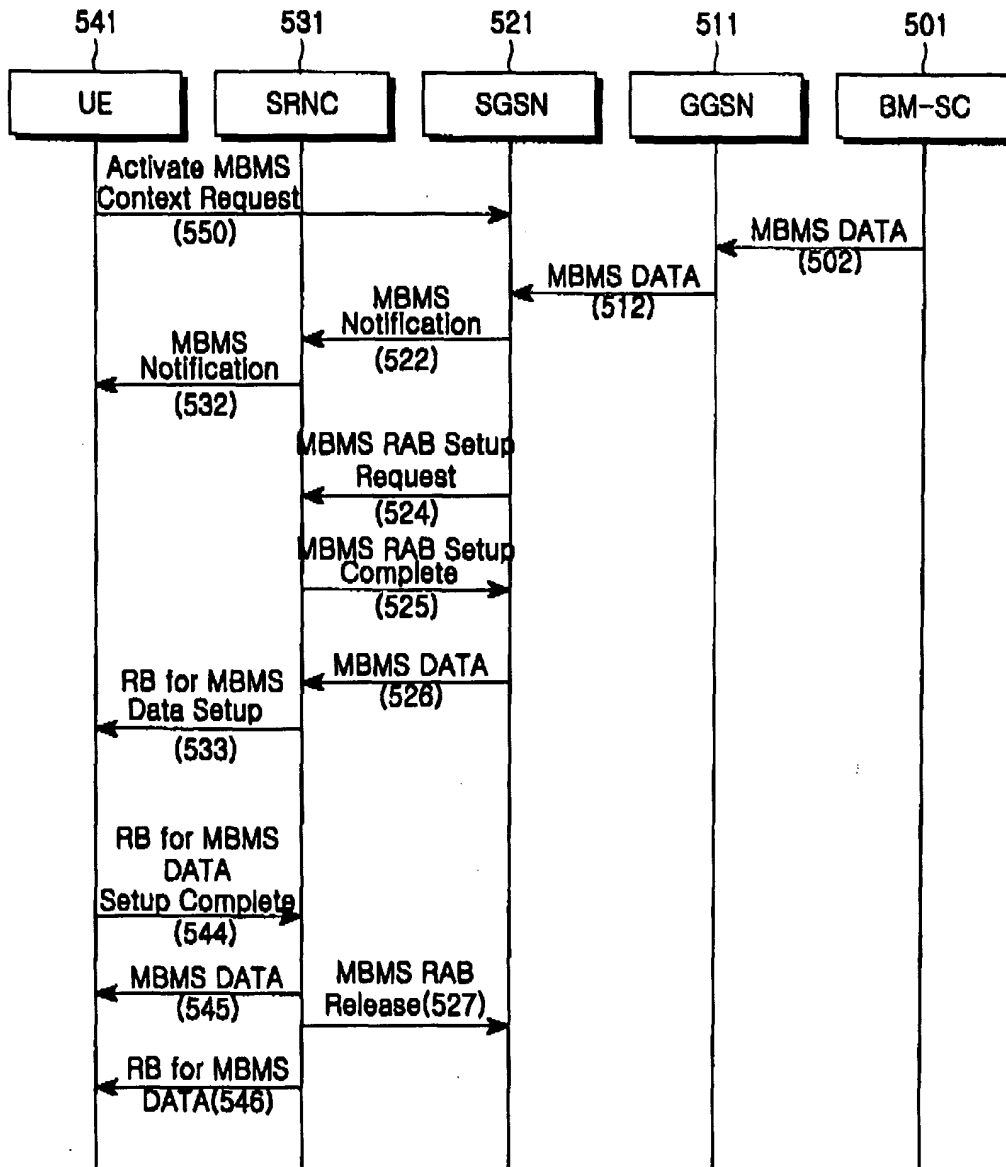 541
531
521
511
501
UE
SRNC
SGSN
GGSN
BM-SC
Activate MBMS
Context Request
(550)
MBMS DATA
(502)
MBMS DATA
(512)
MBMS
Notification
(522)
MBMS
Notification
(532)
MBMS RAB Setup
Request
(524)
MBMS RAB Setup
Complete
(525)
MBMS DATA
(526)
RB for MBMS
Data Setup
(533)
RB for MBMS
DATA
Setup Complete
(544)
MBMS DATA
(545)
MBMS RAB
Release(527)
RB for MBMS
DATA(546)